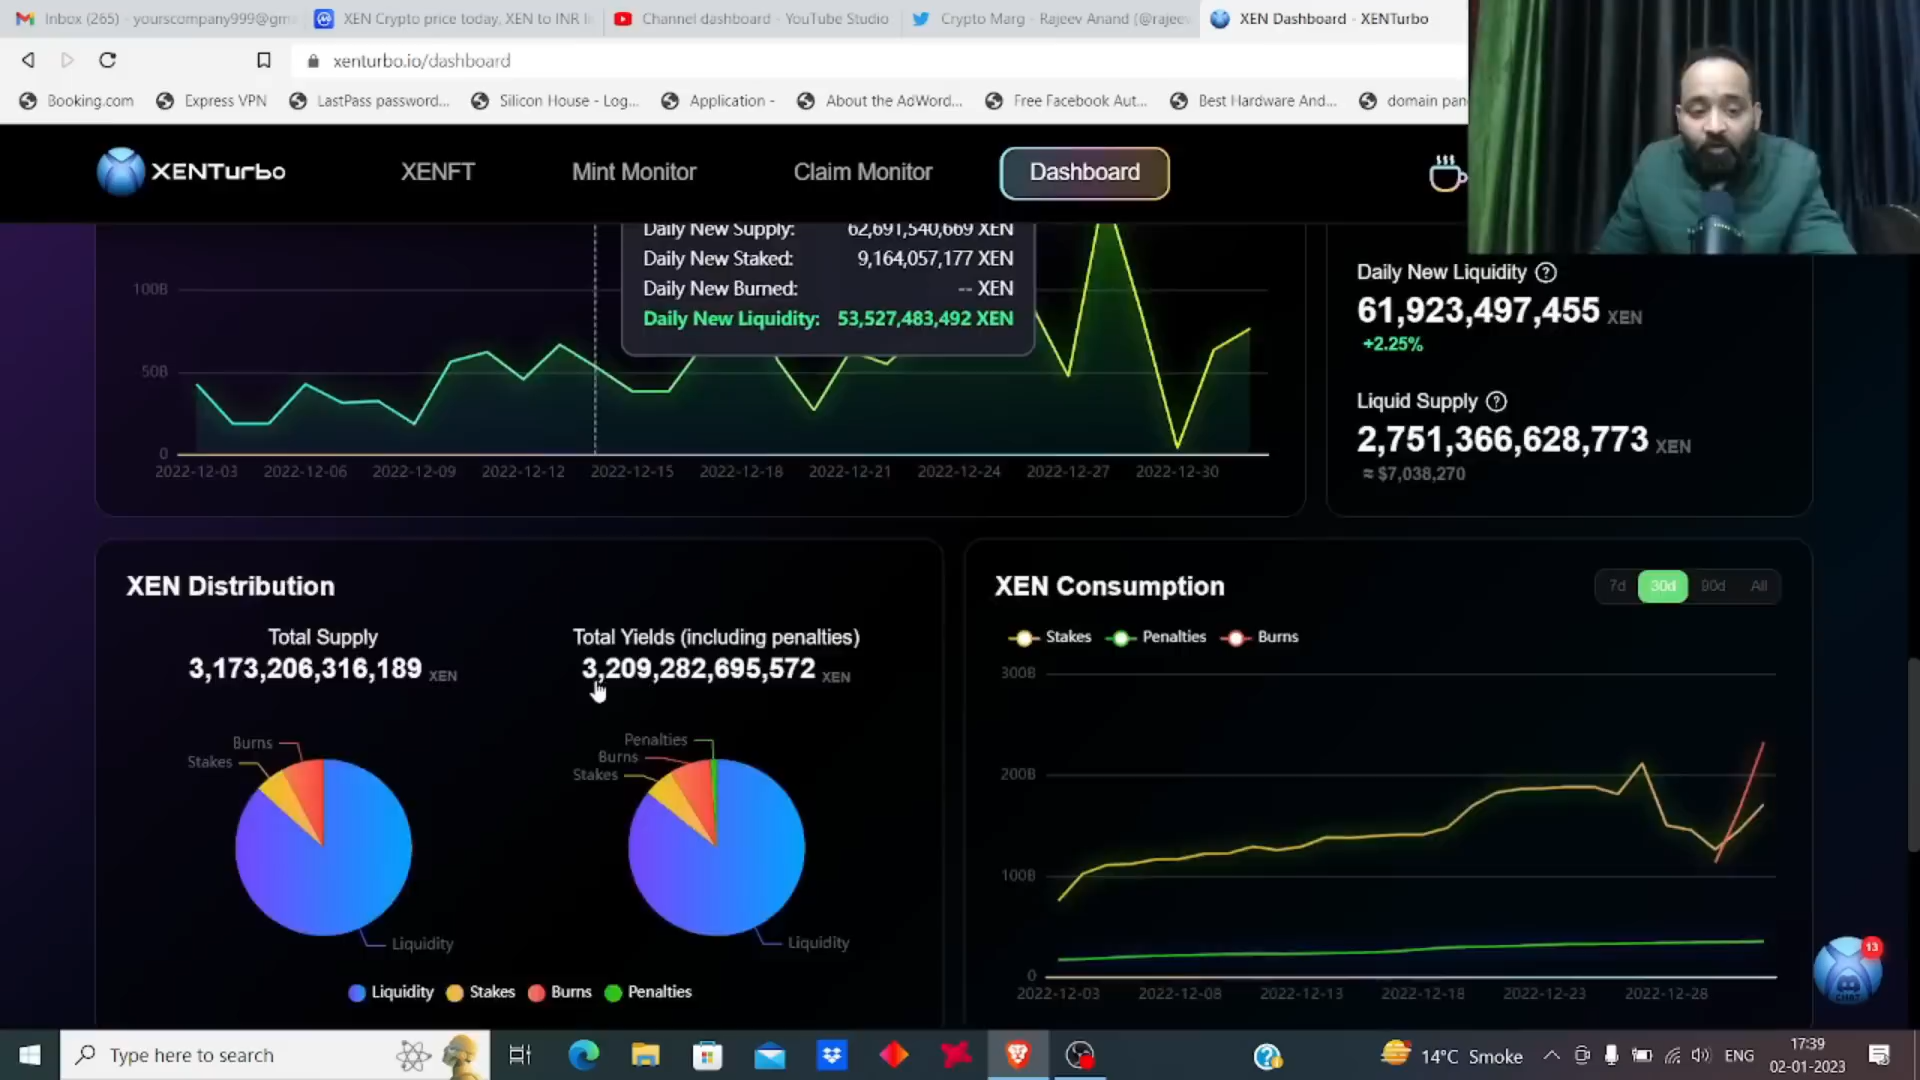 Inbox (265) - yourscompany999@gm
XEN Crypto price today, XEN to INR li
Channel dashboard - YouTube Studio
Crypto Marg - Rajeev Anand (@rajee
XEN Dashboard - XENTurbo
xenturbo.io/dashboard
Booking.com
Express VPN
LastPass password...
Silicon House - Log...
Application -
About the AdWord...
Free Facebook Aut...
Best Hardware And...
domain pan
XENTurbo
XENFT
Mint Monitor
Claim Monitor
Dashboard
Daily New Supply: 62,691,540,669 XEN
Daily New Staked: 9,164,057,177 XEN
Daily New Burned: -- XEN
Daily New Liquidity: 53,527,483,492 XEN
100B
50B
0
2022-12-03 2022-12-06 2022-12-09 2022-12-12 2022-12-15 2022-12-18 2022-12-21 2022-12-24 2022-12-27 2022-12-30
Daily New Liquidity ?
61,923,497,455 XEN
+2.25%
Liquid Supply ?
2,751,366,628,773 XEN
≈ $7,038,270
XEN Distribution
Total Supply
3,173,206,316,189 XEN
Total Yields (including penalties)
3,209,282,695,572 XEN
Burns
Stakes
Liquidity
Penalties
Burns
Stakes
Liquidity
Liquidity Stakes Burns Penalties
XEN Consumption
7d 30d 90d All
Stakes Penalties Burns
300B
200B
100B
0
2022-12-03 2022-12-08 2022-12-13 2022-12-18 2022-12-23 2022-12-28
13
CHAT
Type here to search
14°C Smoke
ENG
17:39
02-01-2023